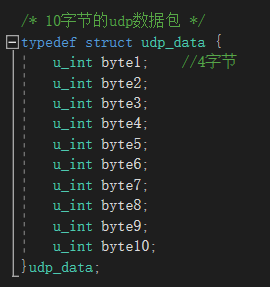 /* 10字节的udp数据包 */
typedef struct udp_data {
u_int byte1; //4字节
u_int byte2;
u_int byte3;
u_int byte4;
u_int byte5;
u_int byte6;
u_int byte7;
u_int byte8;
u_int byte9;
u_int byte10;
}udp_data;